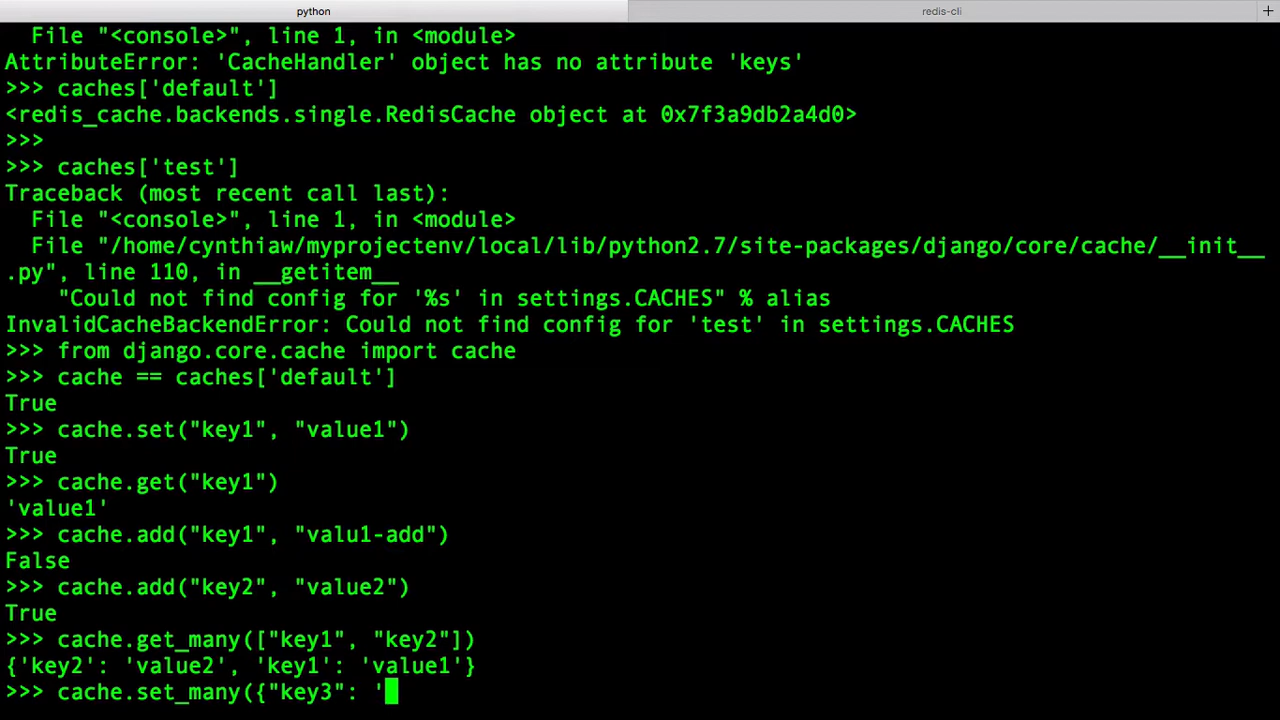 python
redis-cli
+
File "<console>", line 1, in <module>
AttributeError: 'CacheHandler' object has no attribute 'keys'
>>> caches['default']
<redis_cache.backends.single.RedisCache object at 0x7f3a9db2a4d0>
>>>
>>> caches['test']
Traceback (most recent call last):
  File "<console>", line 1, in <module>
  File "/home/cynthiaw/myprojectenv/local/lib/python2.7/site-packages/django/core/cache/__init__
.py", line 110, in __getitem__
    "Could not find config for '%s' in settings.CACHES" % alias
InvalidCacheBackendError: Could not find config for 'test' in settings.CACHES
>>> from django.core.cache import cache
>>> cache == caches['default']
True
>>> cache.set("key1", "value1")
True
>>> cache.get("key1")
'value1'
>>> cache.add("key1", "valu1-add")
False
>>> cache.add("key2", "value2")
True
>>> cache.get_many(["key1", "key2"])
{'key2': 'value2', 'key1': 'value1'}
>>> cache.set_many({"key3": '